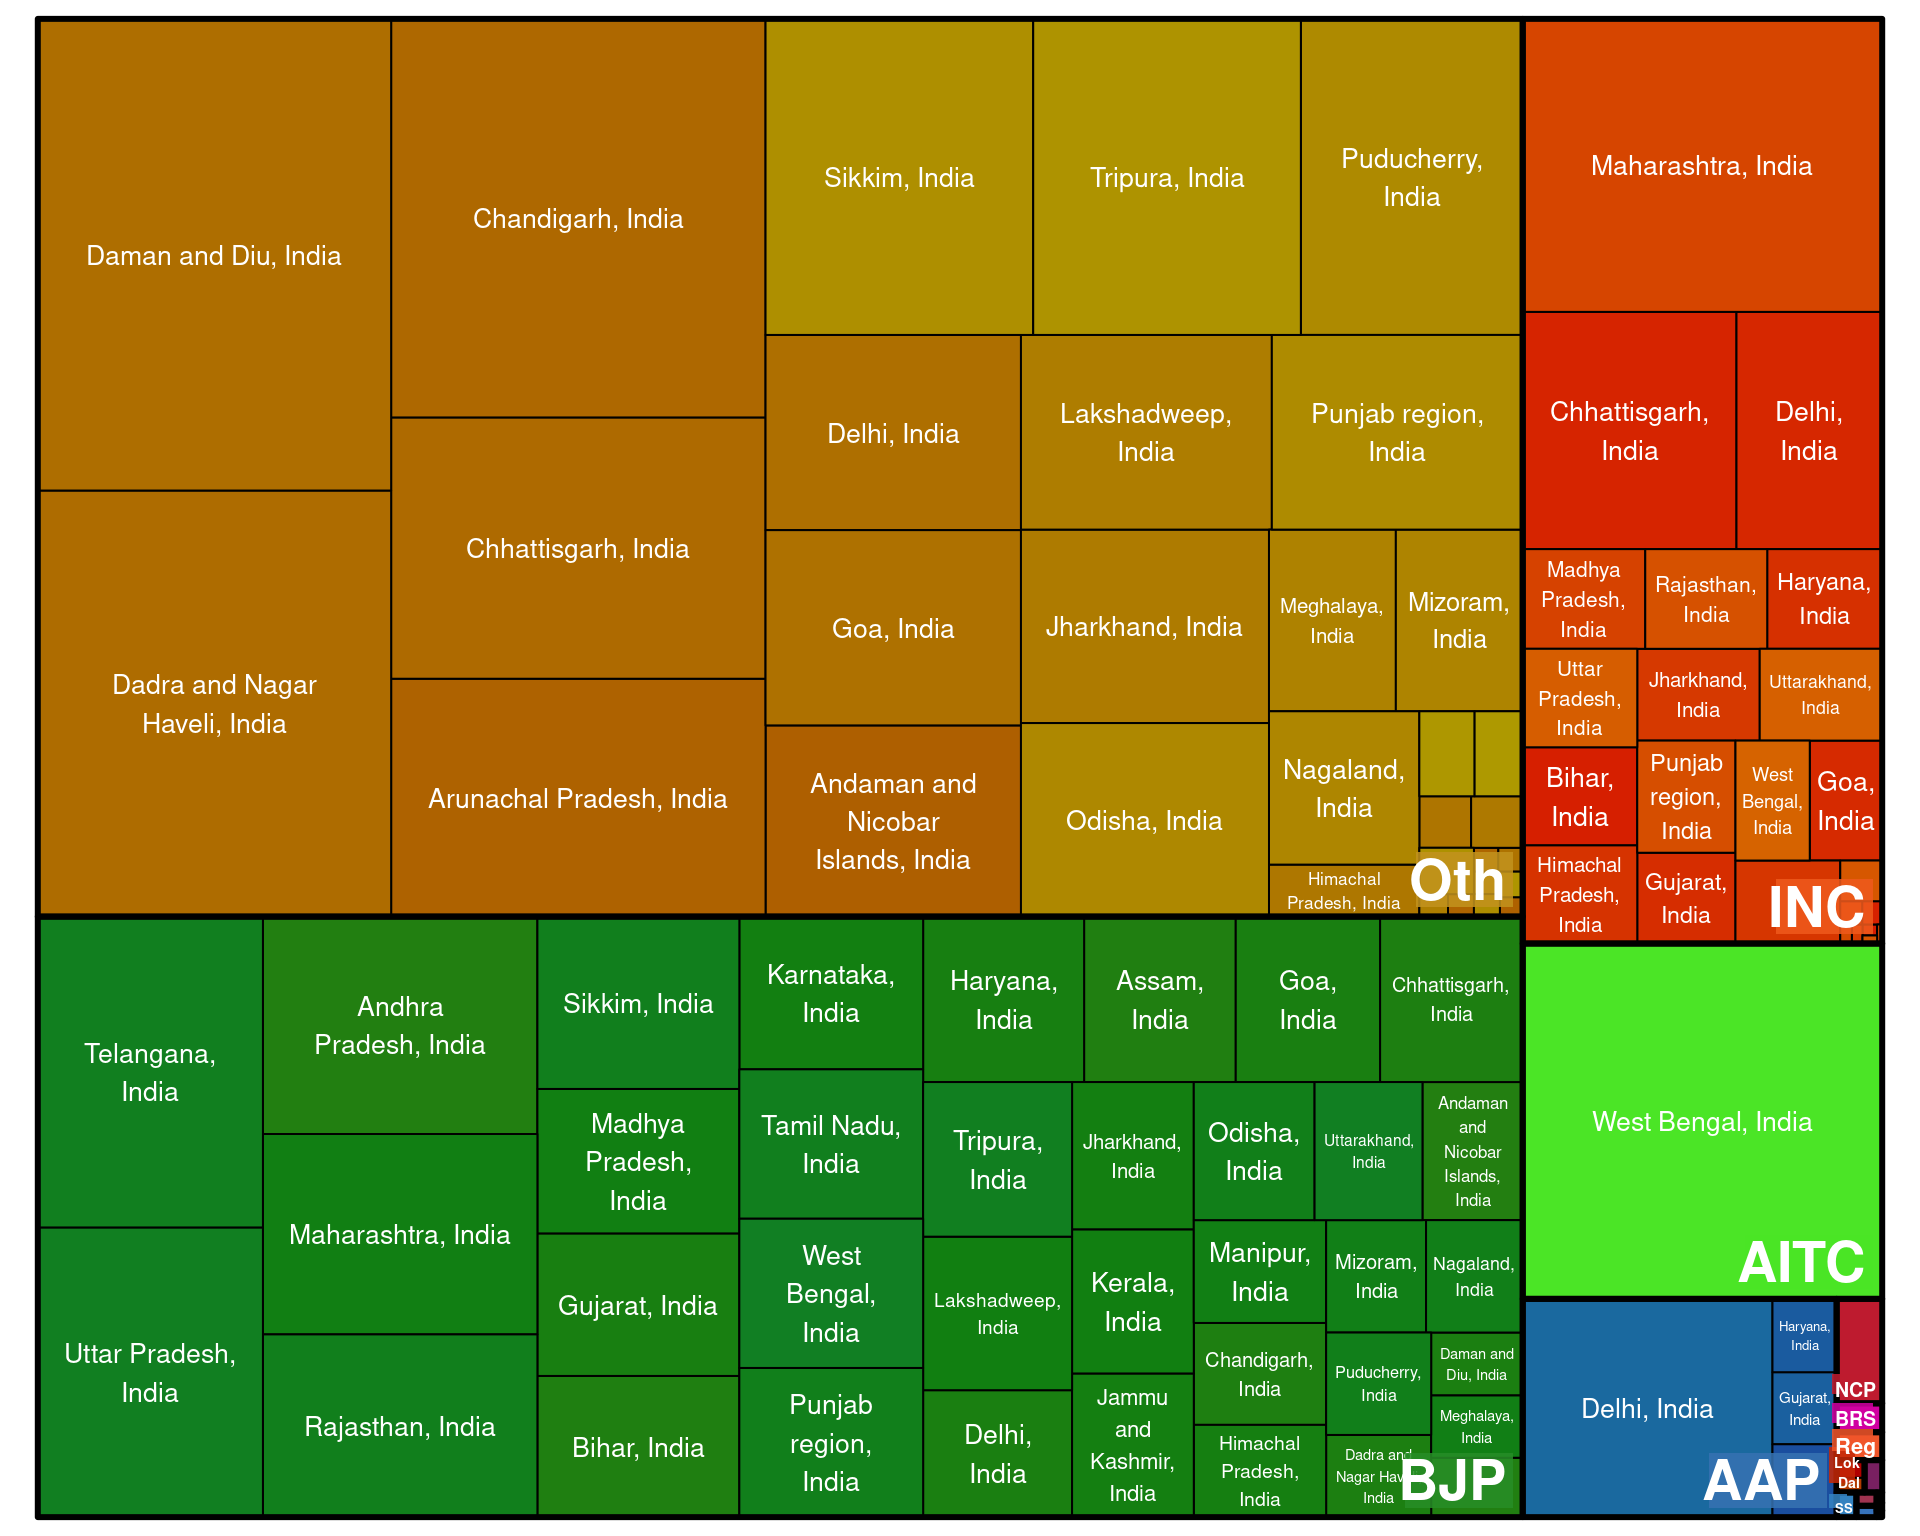 Daman and Diu, India
Dadra and Nagar
Haveli, India
Chandigarh, India
Chhattisgarh, India
Arunachal Pradesh, India
Sikkim, India
Tripura, India
Puducherry,
India
Delhi, India
Lakshadweep,
India
Punjab region,
India
Goa, India
Jharkhand, India
Meghalaya,
India
Mizoram,
India
Andaman and
Nicobar
Islands, India
Odisha, India
Nagaland,
India
Himachal
Pradesh, India
Oth
Maharashtra, India
Chhattisgarh,
India
Delhi,
India
Madhya
Pradesh,
India
Rajasthan,
India
Haryana,
India
Uttar
Pradesh,
India
Jharkhand,
India
Uttarakhand,
India
Bihar,
India
Punjab
region,
India
West
Bengal,
India
Goa,
India
Himachal
Pradesh,
India
Gujarat,
India
INC
Telangana,
India
Uttar Pradesh,
India
Andhra
Pradesh, India
Maharashtra, India
Rajasthan, India
Sikkim, India
Madhya
Pradesh,
India
Gujarat, India
Bihar, India
Karnataka,
India
Tamil Nadu,
India
West
Bengal,
India
Punjab
region,
India
Haryana,
India
Assam,
India
Goa,
India
Chhattisgarh,
India
Tripura,
India
Lakshadweep,
India
Delhi,
India
Jharkhand,
India
Kerala,
India
Jammu
and
Kashmir,
India
Odisha,
India
Uttarakhand,
India
Andaman
and
Nicobar
Islands,
India
Manipur,
India
Mizoram,
India
Nagaland,
India
Chandigarh,
India
Himachal
Pradesh,
India
Puducherry,
India
Daman and
Diu, India
Meghalaya,
India
Dadra and
Nagar Hav
India
BJP
West Bengal, India
AITC
Delhi, India
Haryana,
India
Gujarat,
India
AAP
NCP
BRS
Reg
Lok
Dal
SS